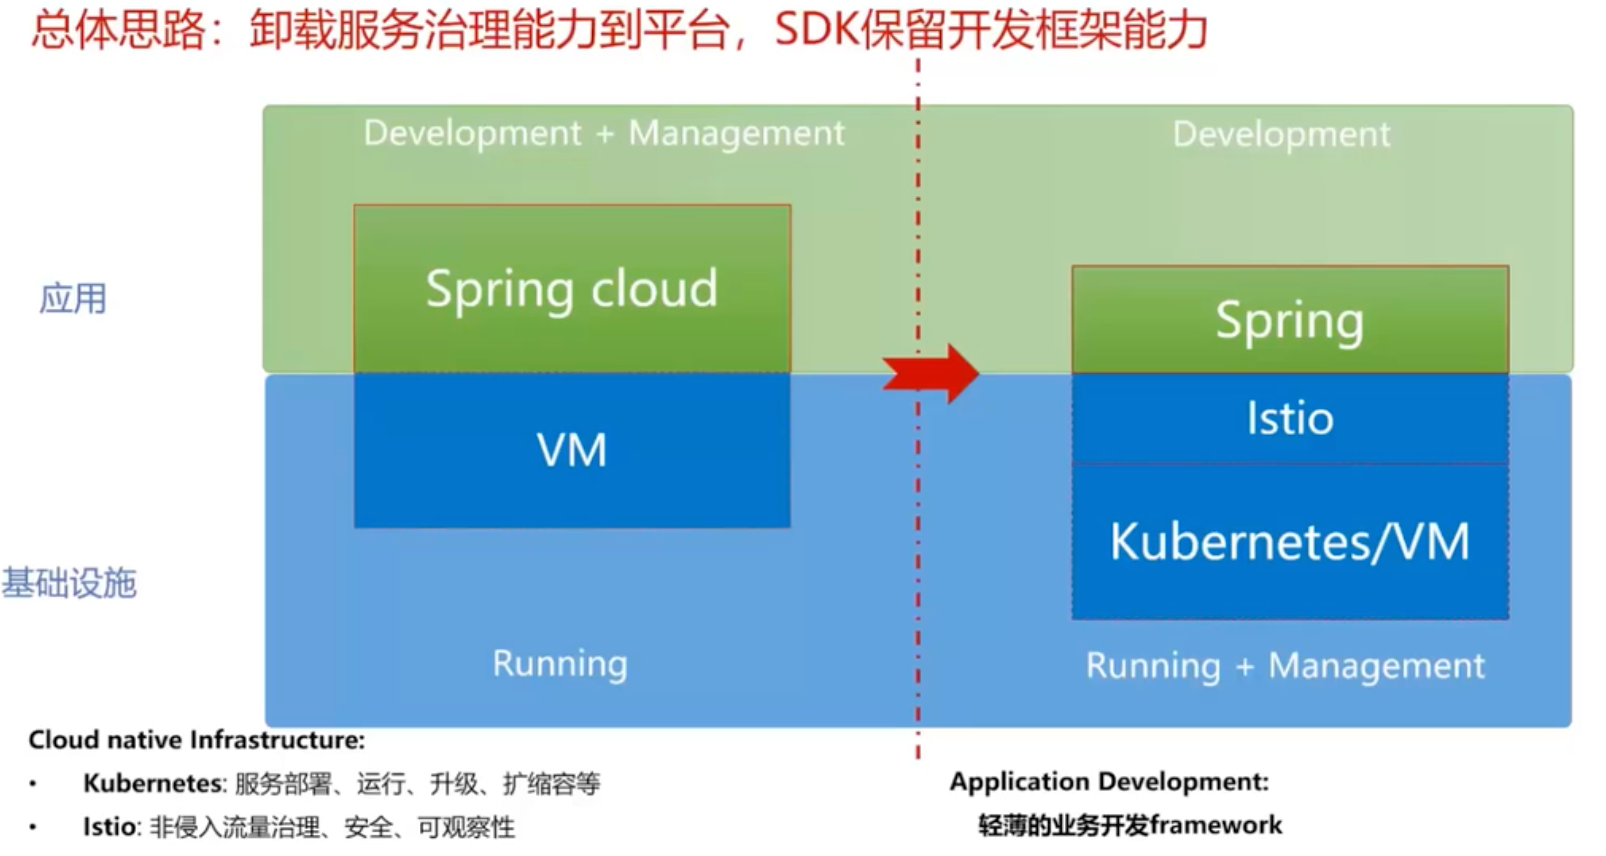 总体思路：卸载服务治理能力到平台，SDK保留开发框架能力
Development + Management
Development
应用
Spring cloud
Spring
VM
Istio
Kubernetes/VM
基础设施
Running
Running + Management
Cloud native Infrastructure:
• Kubernetes: 服务部署、运行、升级、扩缩容等
• Istio: 非侵入流量治理、安全、可观察性
Application Development:
轻薄的业务开发framework